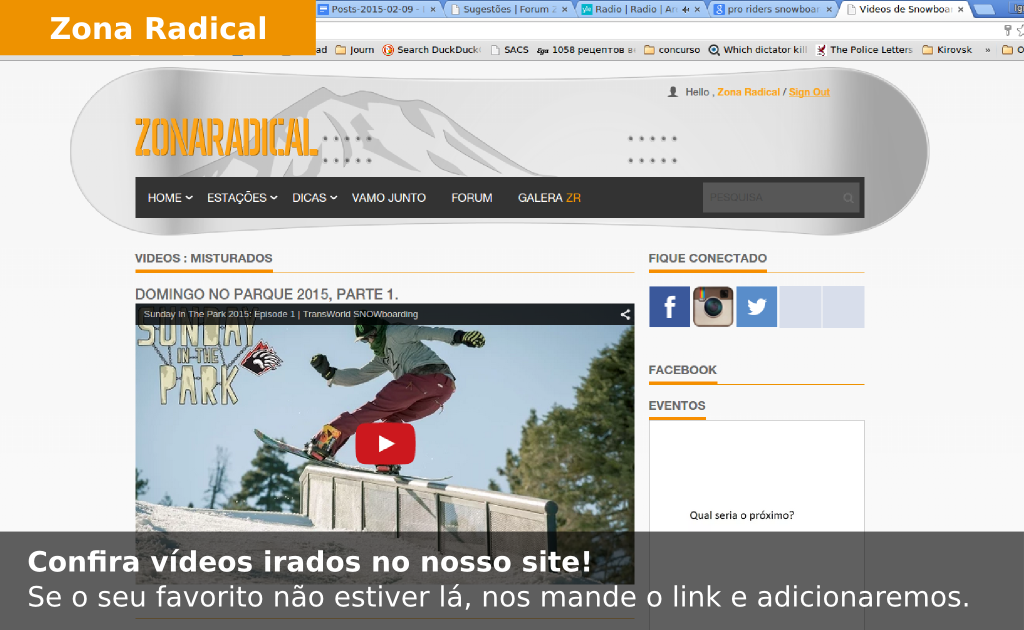 Zona Radical
Posts-2015-02-09 - Sugestões | Forum Radio | Radio | Ar pro riders snowboar Videos de Snowboa
ad Journ Search DuckDuck SACS 1058 рецептов в concurso Which dictator kill The Police Letters Kirovsk »
Hello , Zona Radical / Sign Out
ZONARADICAL
HOME ESTAÇÕES DICAS VAMO JUNTO FORUM GALERA ZR PESQUISA
VIDEOS : MISTURADOS
DOMINGO NO PARQUE 2015, PARTE 1.
Sunday In The Park 2015: Episode 1 | TransWorld SNOWboarding
SUNDAY
IN THE
PARK
FIQUE CONECTADO
FACEBOOK
EVENTOS
Qual seria o próximo?
Confira vídeos irados no nosso site!
Se o seu favorito não estiver lá, nos mande o link e adicionaremos.